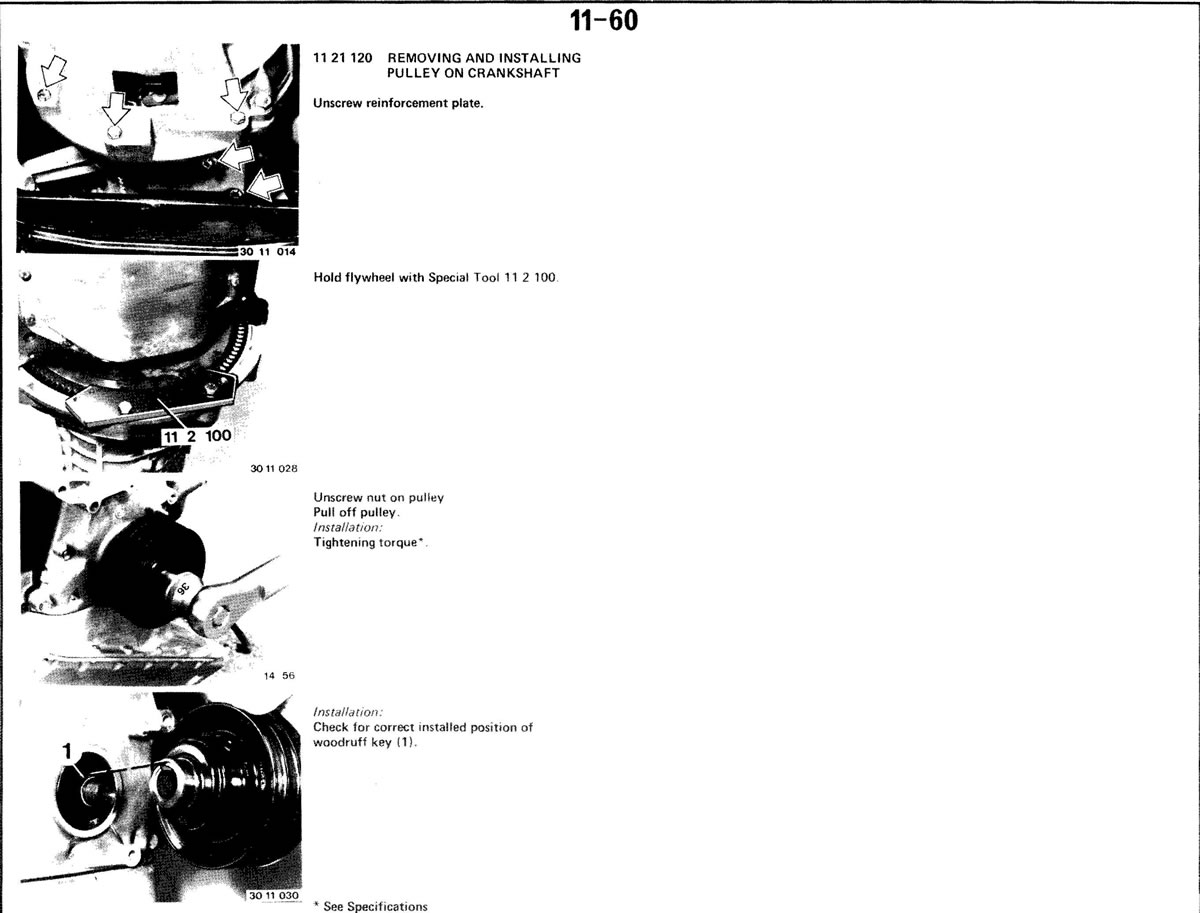 11-60
11 21 120 REMOVING AND INSTALLING
PULLEY ON CRANKSHAFT
Unscrew reinforcement plate.
30 11 014
Hold flywheel with Special Tool 11 2 100.
11 2 100
30 11 028
Unscrew nut on pulley
Pull off pulley.
Installation:
Tightening torque*.
36
14 56
Installation:
Check for correct installed position of
woodruff key (1).
1
30 11 030
* See Specifications